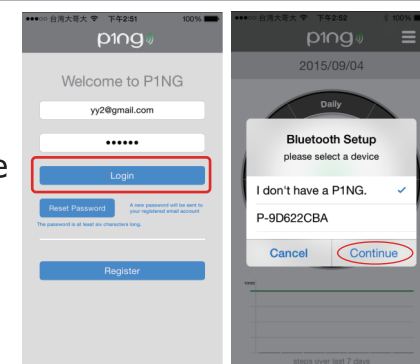 台湾大哥大 下午2:51 100%
p1ng
Welcome to P1NG
yy2@gmail.com
••••••
Login
Reset Password
A new password will be sent to
your registered email account
The password is at least six characters
long.
Register
e
台湾大哥大 下午2:52 100%
p1ng
2015/09/04
Daily
Bluetooth Setup
please select a device
I don't have a P1NG.
P-9D622CBA
Cancel
Continue
steps over last 7 days